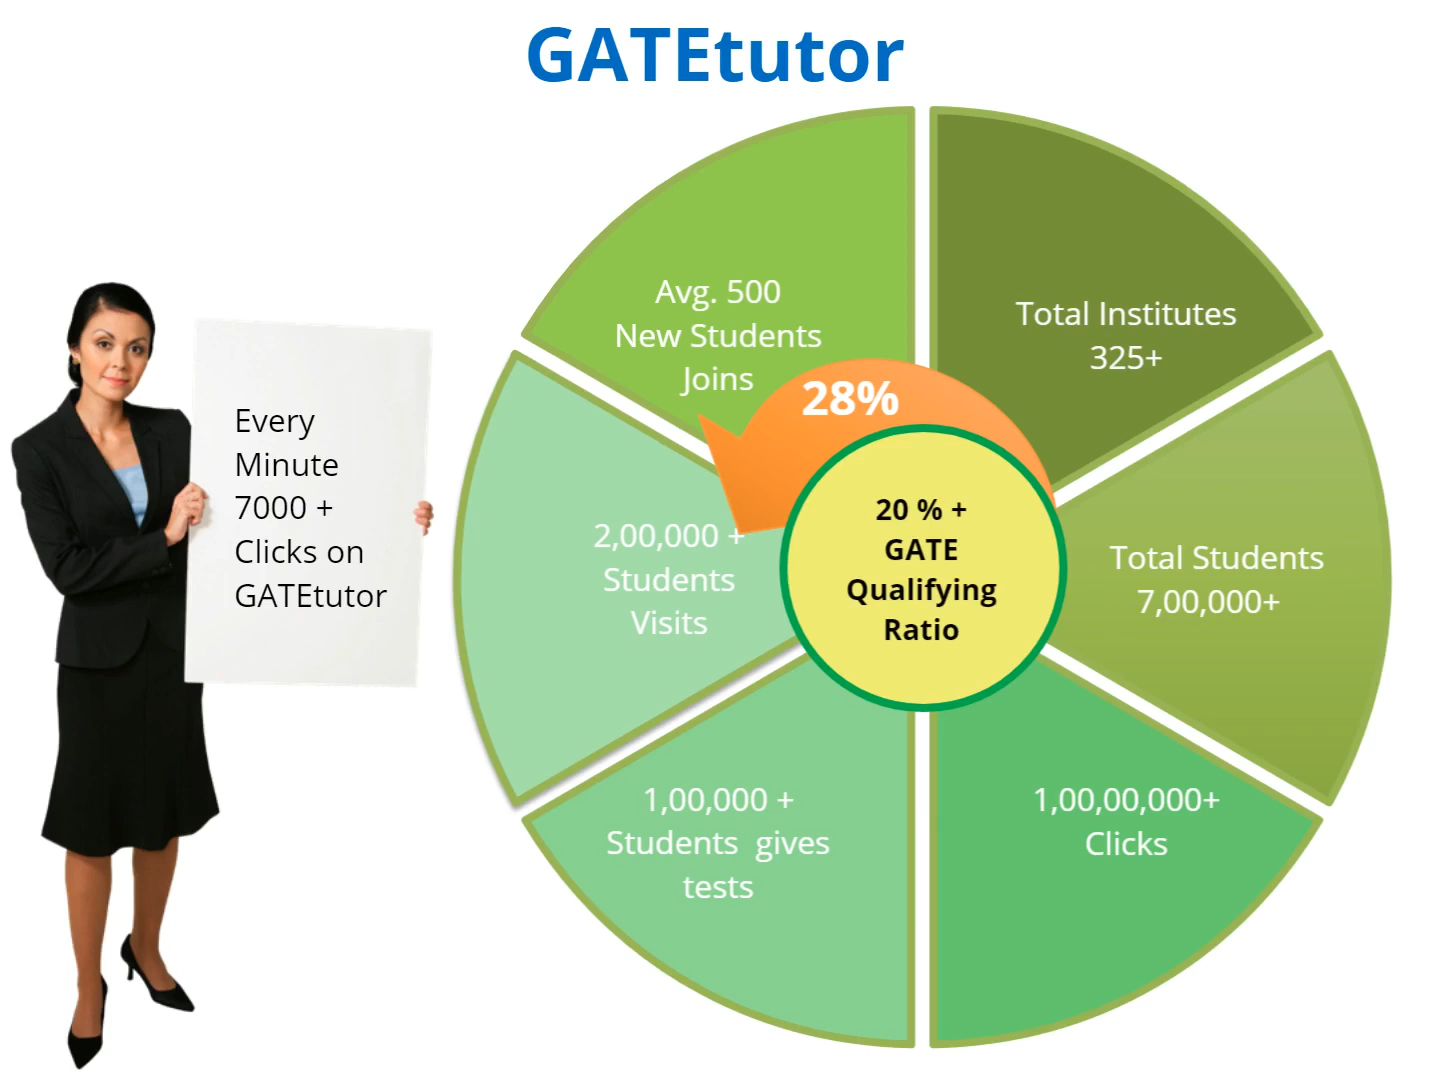 GATEtutor
Avg. 500
New Students
Joins
Total Institutes
325+
28%
Every
Minute
7000 +
Clicks on
GATEtutor
2,00,000 +
Students
Visits
20 % +
GATE
Qualifying
Ratio
Total Students
7,00,000+
1,00,000 +
Students  gives
tests
1,00,00,000+
Clicks